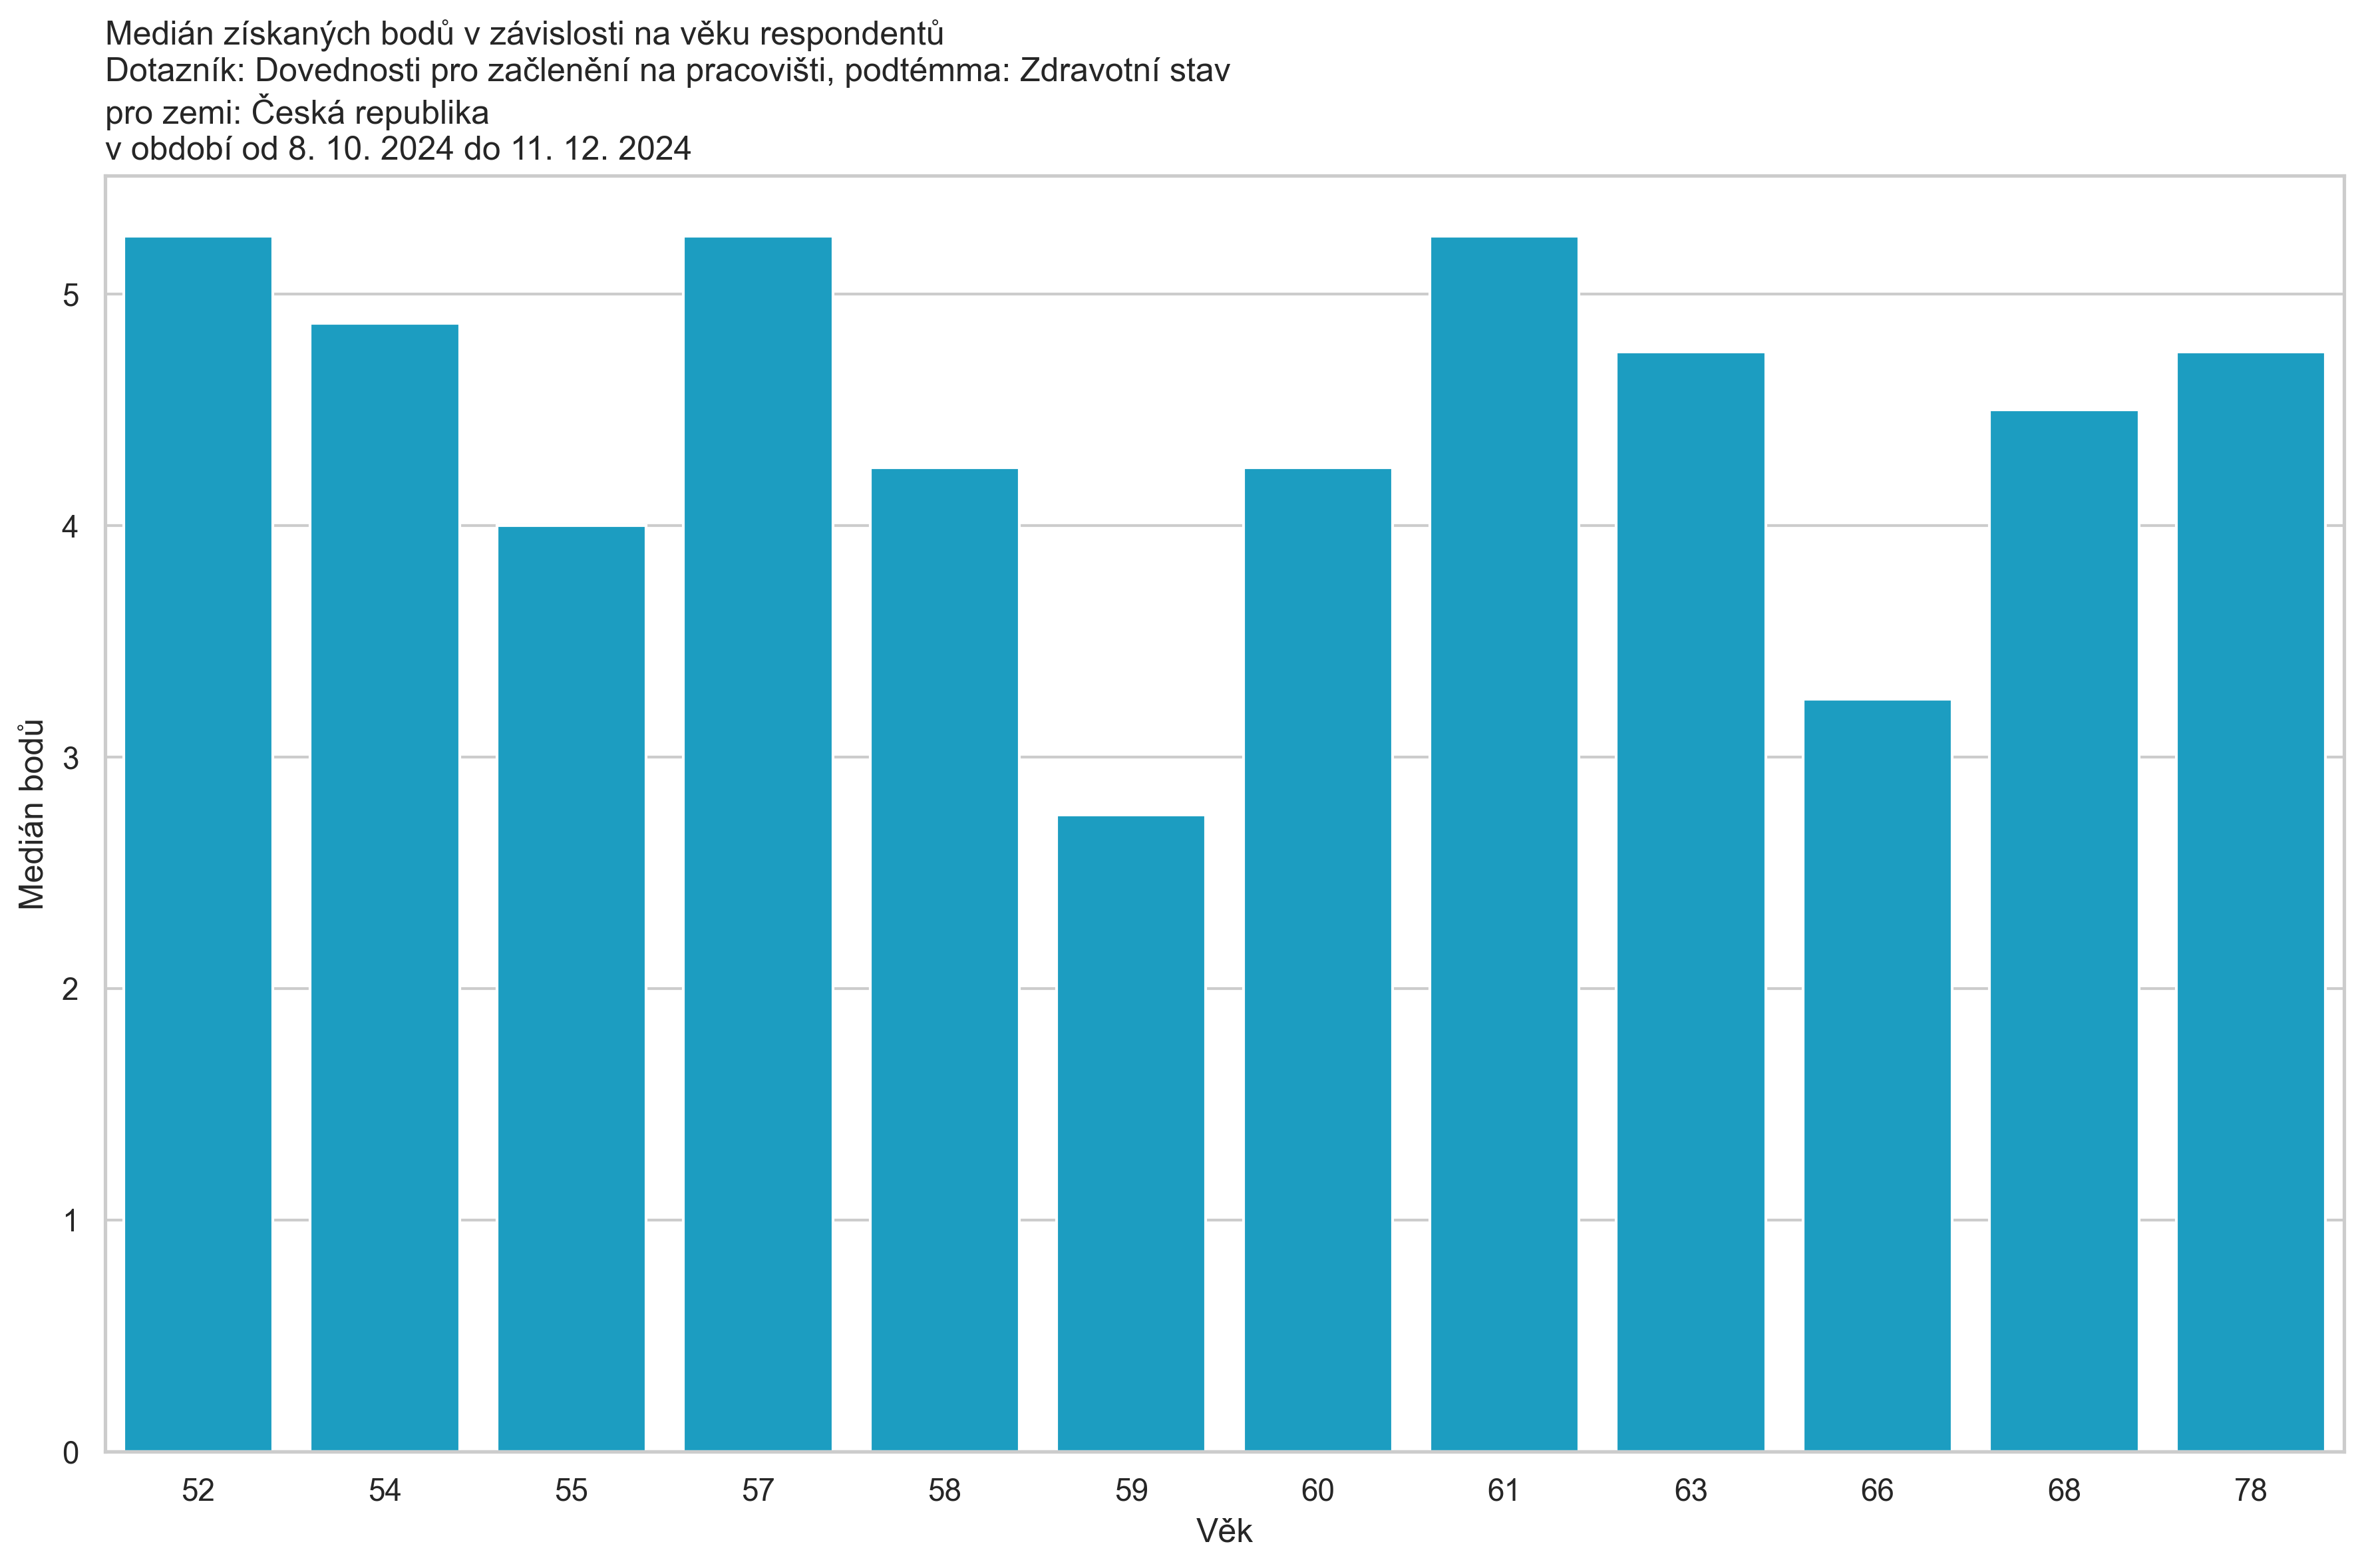 Medián získaných bodů v závislosti na věku respondentů
Dotazník: Dovednosti pro začlenění na pracovišti, podtémma: Zdravotní stav
pro zemi: Česká republika
v období od 8. 10. 2024 do 11. 12. 2024
Medián bodů
5
4
3
2
1
0
52 54 55 57 58 59 60 61 63 66 68 78
Věk